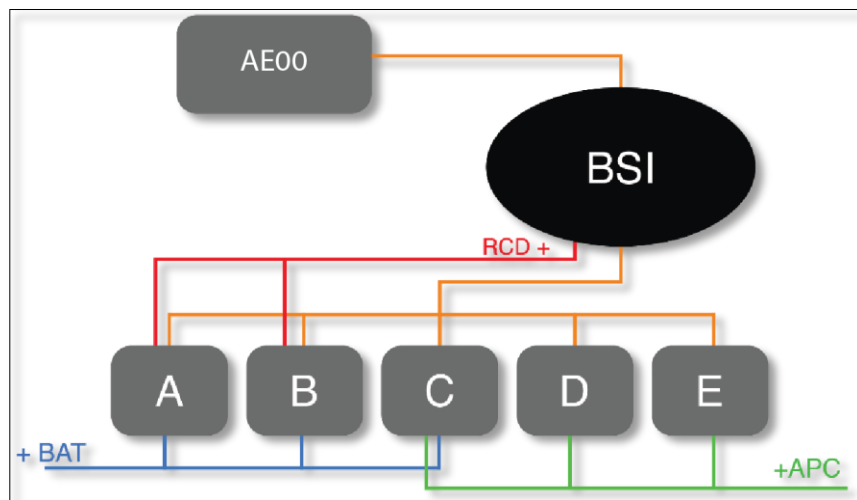 AE00
BSI
RCD +
A B C D E
+ BAT
+APC